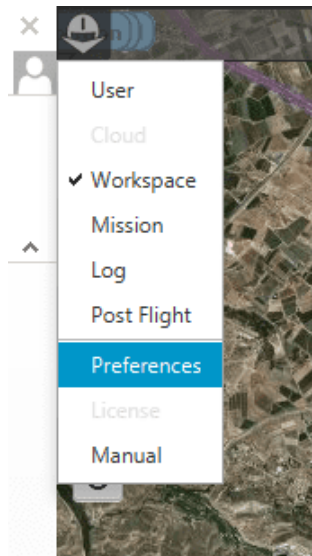 User
Cloud
Workspace
Mission
Log
Post Flight
Preferences
License
Manual